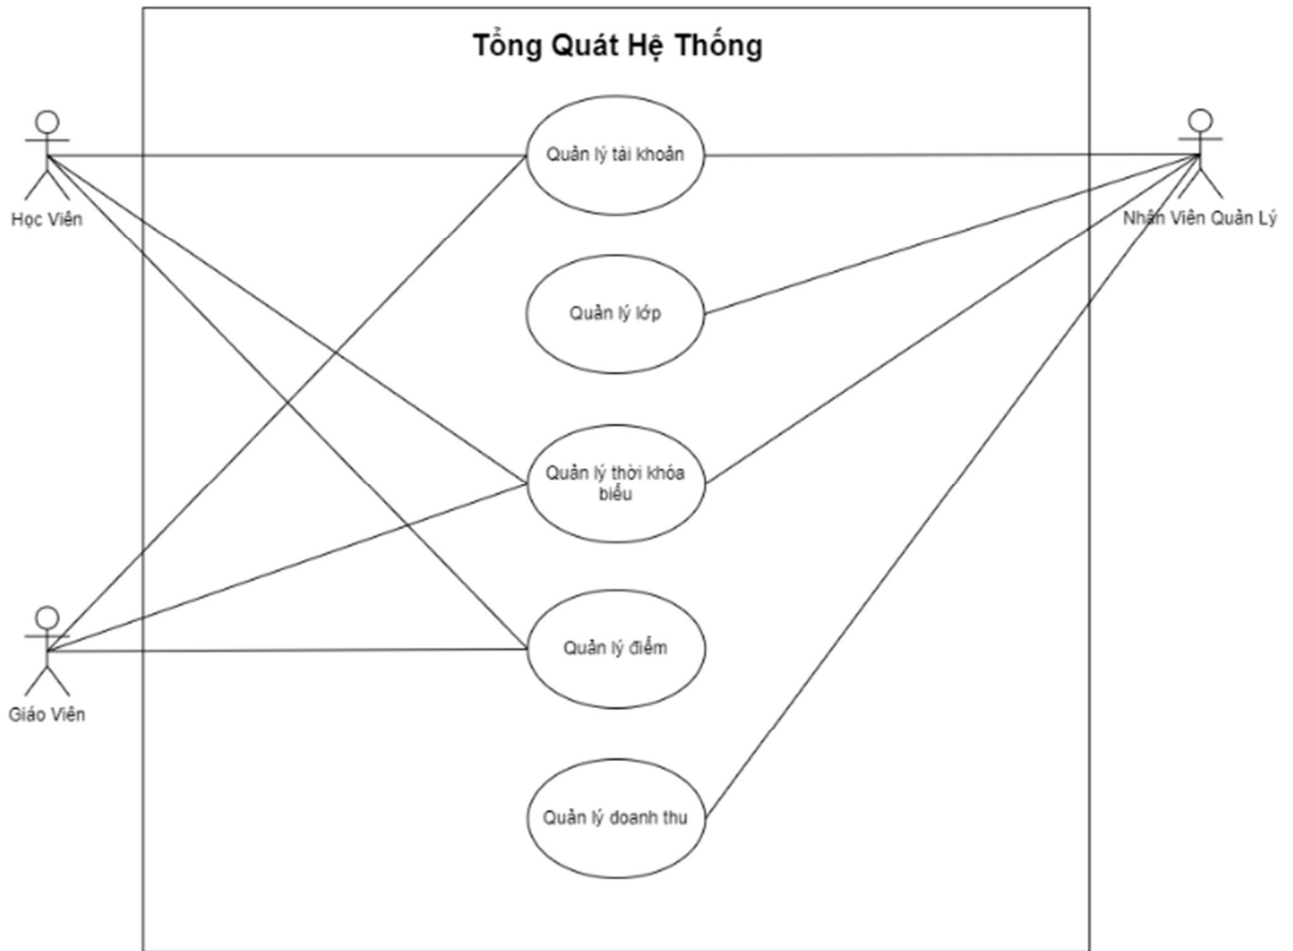 Tổng Quát Hệ Thống
Quản lý tài khoản
Học Viên
Nhân Viên Quản Lý
Quản lý lớp
Quản lý thời khóa
biểu
Quản lý điểm
Giáo Viên
Quản lý doanh thu